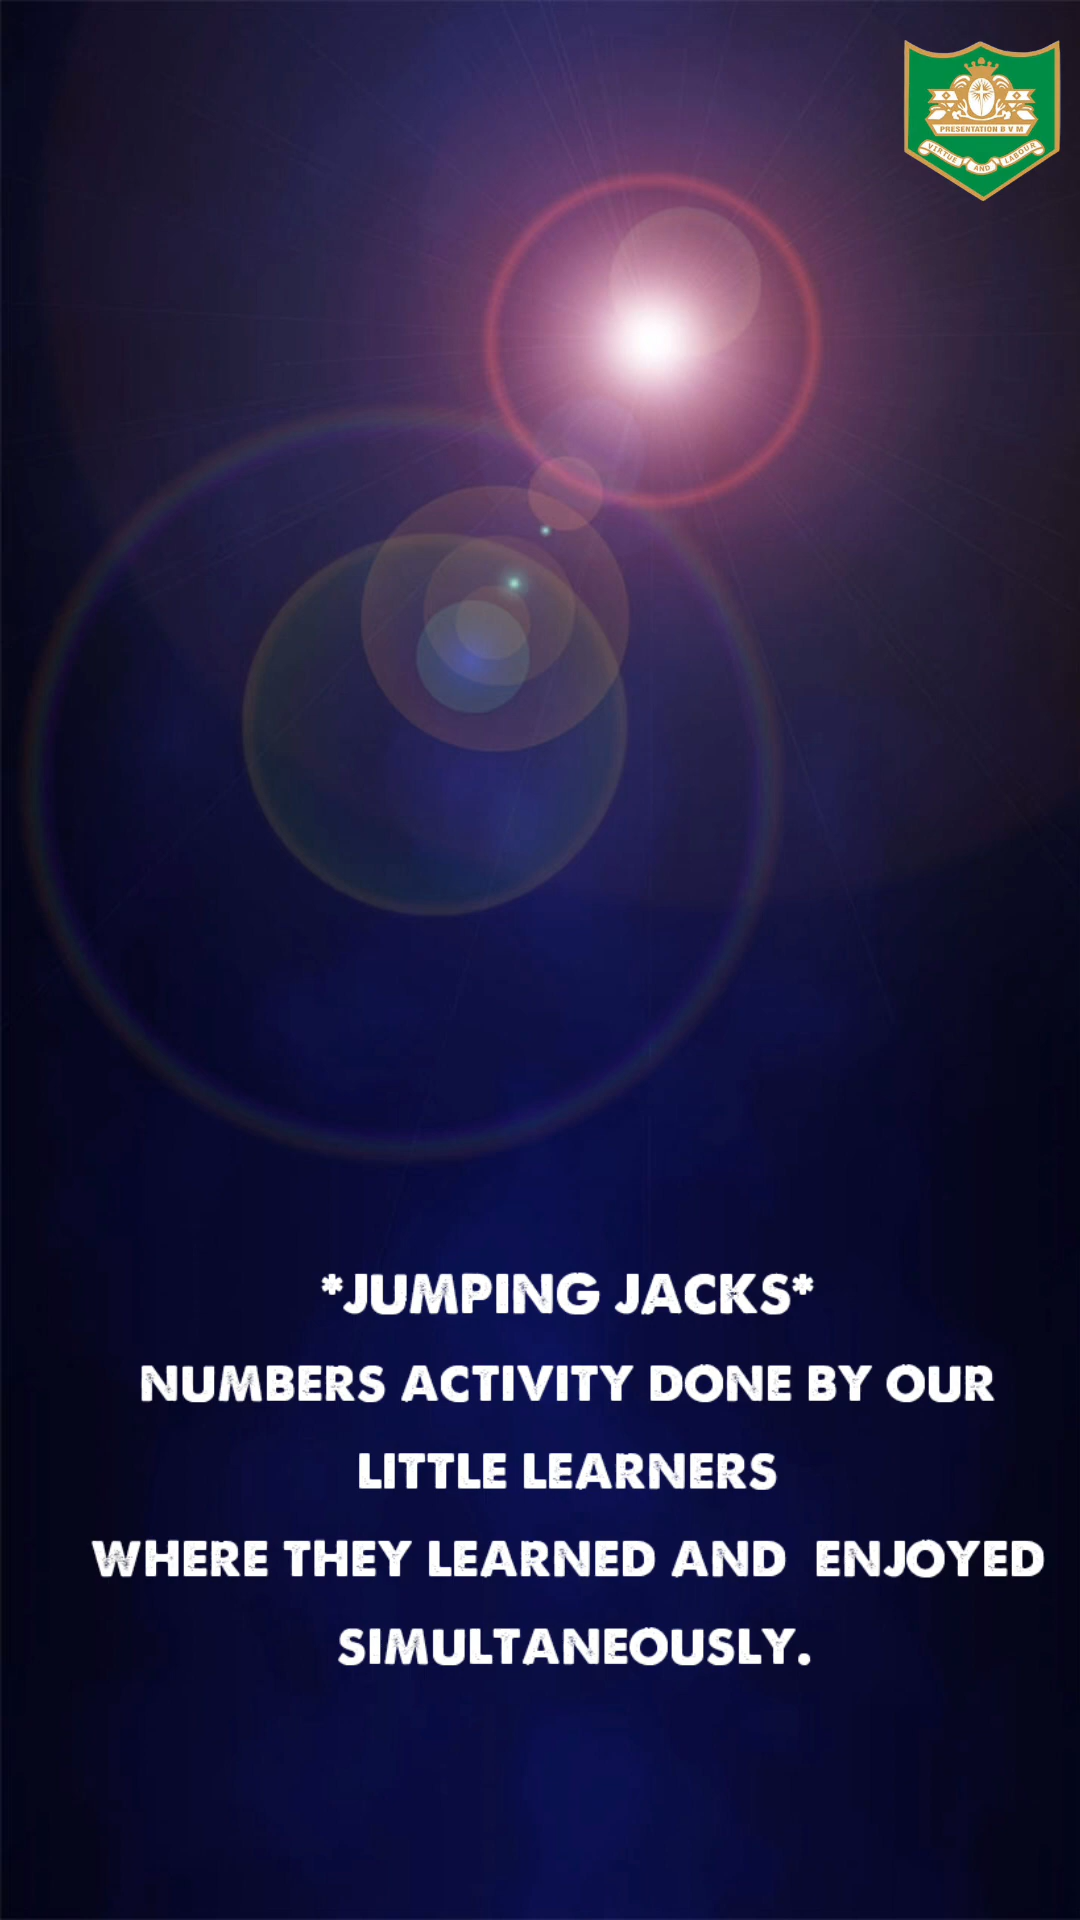 PRESENTATION B V M
VIRTUE AND LABOUR
*JUMPING JACKS*
NUMBERS ACTIVITY DONE BY OUR
LITTLE LEARNERS
WHERE THEY LEARNED AND  ENJOYED
SIMULTANEOUSLY.